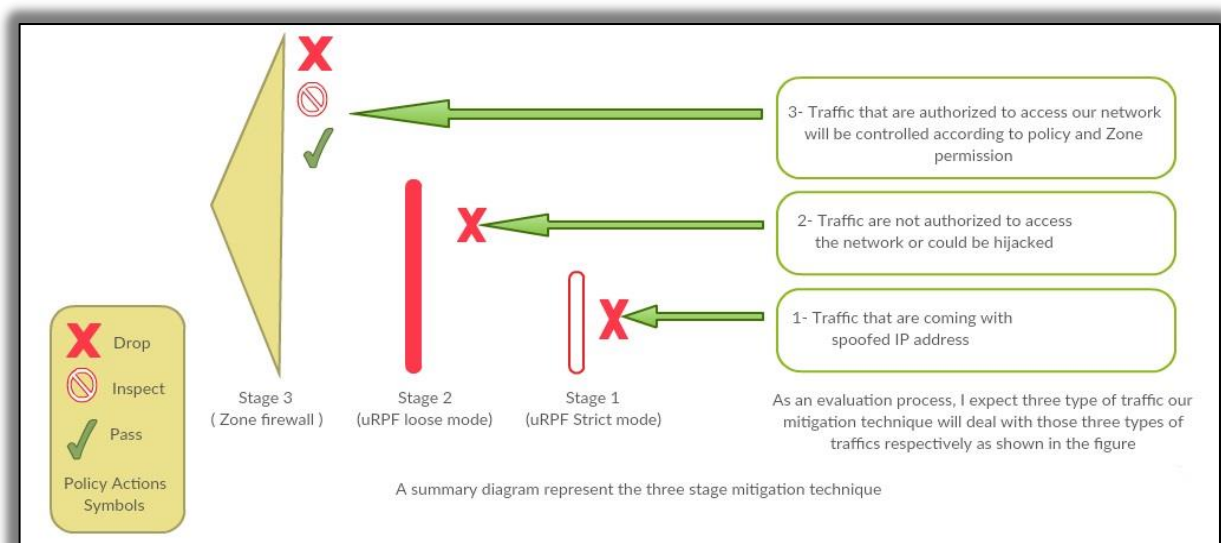 3- Traffic that are authorized to access our network
will be controlled according to policy and Zone
permission
2- Traffic are not authorized to access
the network or could be hijacked
1- Traffic that are coming with
spoofed IP address
Drop
Inspect
Pass
Policy Actions
Symbols
Stage 3
( Zone firewall )
Stage 2
(uRPF loose mode)
Stage 1
(uRPF Strict mode)
As an evaluation process, I expect three type of traffic our
mitigation technique will deal with those three types of
traffics respectively as shown in the figure
A summary diagram represent the three stage mitigation technique